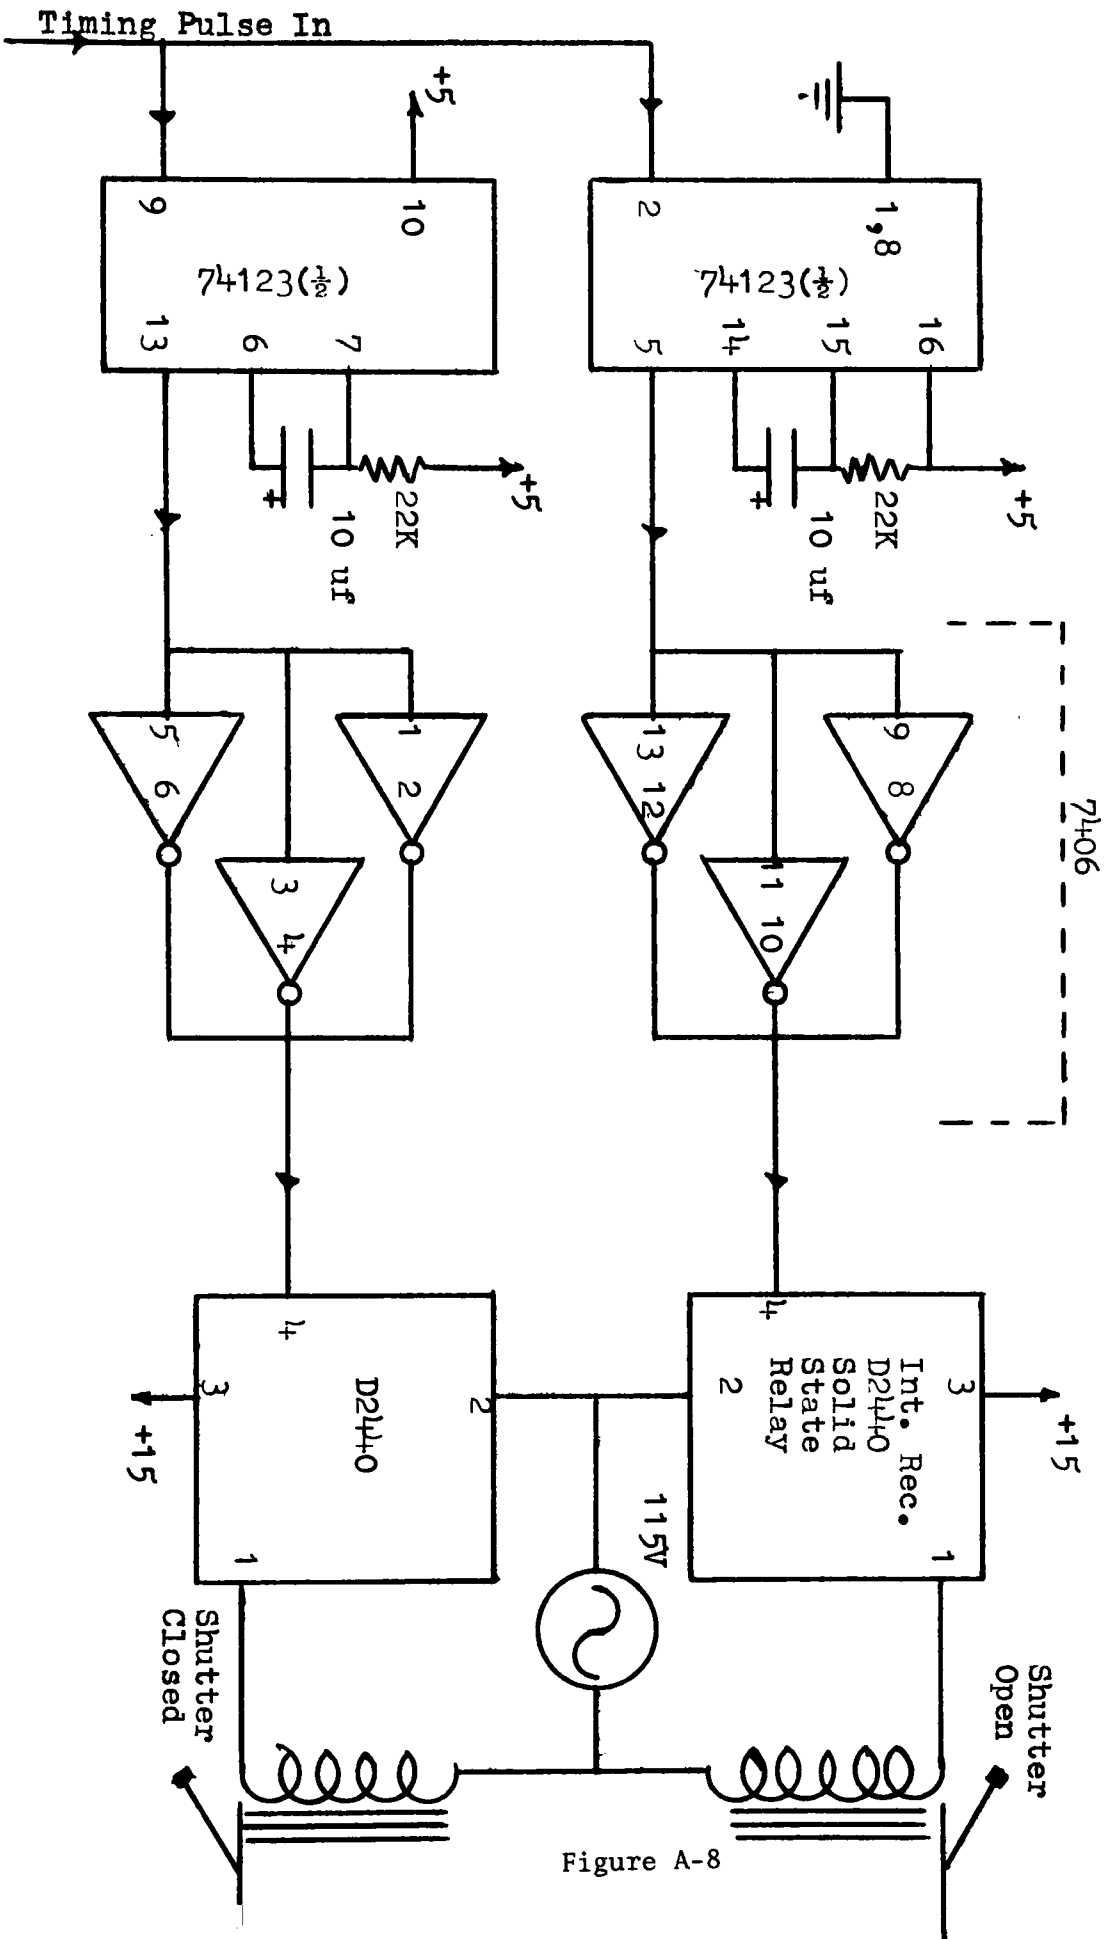 Timing Pulse In
+5
9
10
74123(½)
13
6
7
+5
22K
10 uf
±
2
1,8
74123(½)
5
14
15
16
+5
22K
10 uf
±
7406
5
6
3
4
1
2
13
12
11
10
9
8
4
3
2
1
D2440
+15
115V
4
3
2
1
Int. Rec.
D2440
Solid
State
Relay
+15
Shutter
Closed
Shutter
Open
Figure A-8